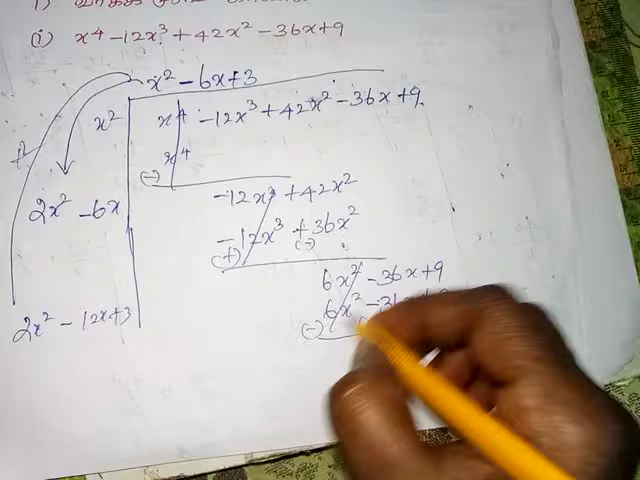 (i) x⁴ - 12x³ + 42x² - 36x + 9
x² - 6x + 3
x² x⁴ - 12x³ + 42x² - 36x + 9
x⁴
(-)
-12x³ + 42x²
2x² - 6x -12x³ + 36x²
(+) (-)
6x² - 36x + 9
2x² - 12x + 3 6x² - 36x
(-)